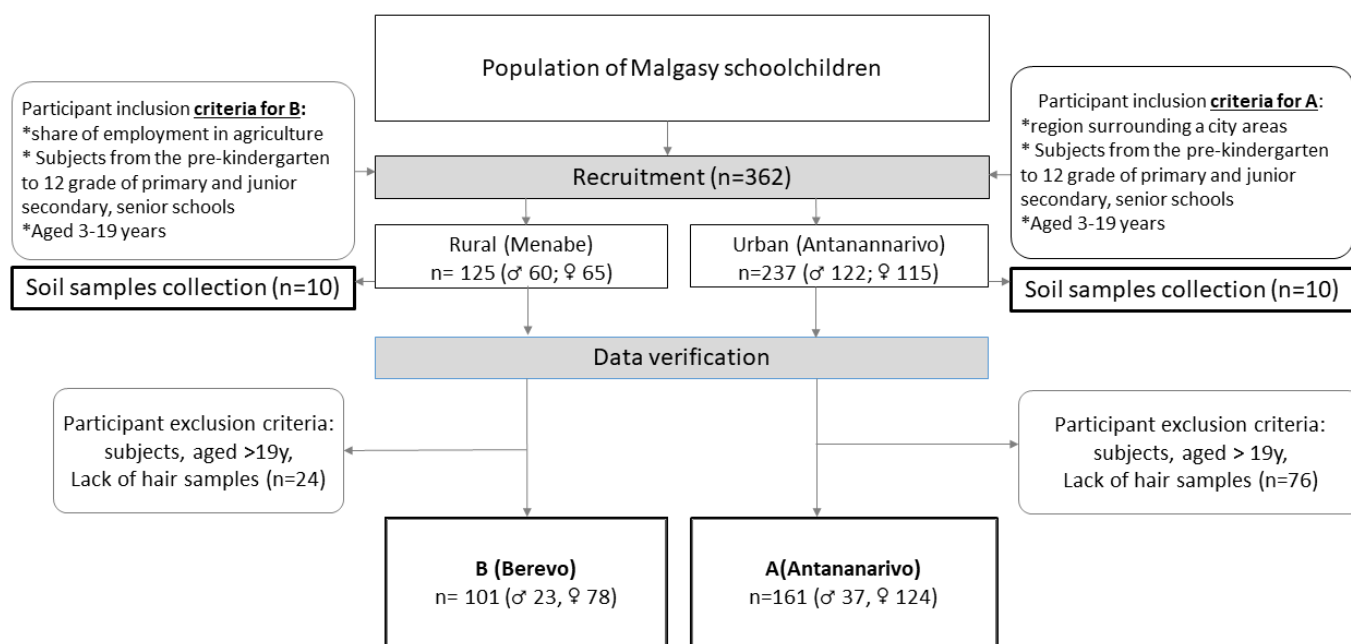 Population of Malgasy schoolchildren
Participant inclusion criteria for B:
*share of employment in agriculture
* Subjects from the pre-kindergarten
to 12 grade of primary and junior
secondary, senior schools
*Aged 3-19 years
Participant inclusion criteria for A:
*region surrounding a city areas
* Subjects from the pre-kindergarten
to 12 grade of primary and junior
secondary, senior schools
*Aged 3-19 years
Recruitment (n=362)
Rural (Menabe)
n= 125 (♂ 60; ♀ 65)
Urban (Antanannarivo)
n=237 (♂ 122; ♀ 115)
Soil samples collection (n=10)
Soil samples collection (n=10)
Data verification
Participant exclusion criteria:
subjects, aged >19y,
Lack of hair samples (n=24)
Participant exclusion criteria:
subjects, aged > 19y,
Lack of hair samples (n=76)
B (Berevo)
n= 101 (♂ 23, ♀ 78)
A(Antananarivo)
n=161 (♂ 37, ♀ 124)